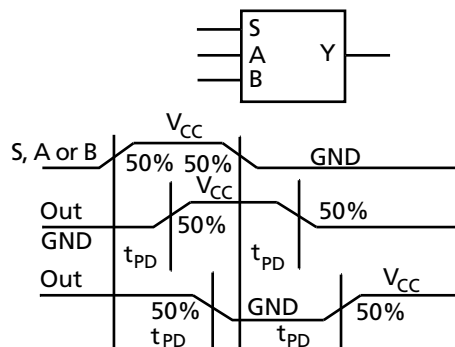 S
A Y
B
V_CC
S, A or B 50% 50% GND
V_CC
Out 50% 50%
GND t_PD t_PD
Out V_CC
50% GND 50%
t_PD t_PD